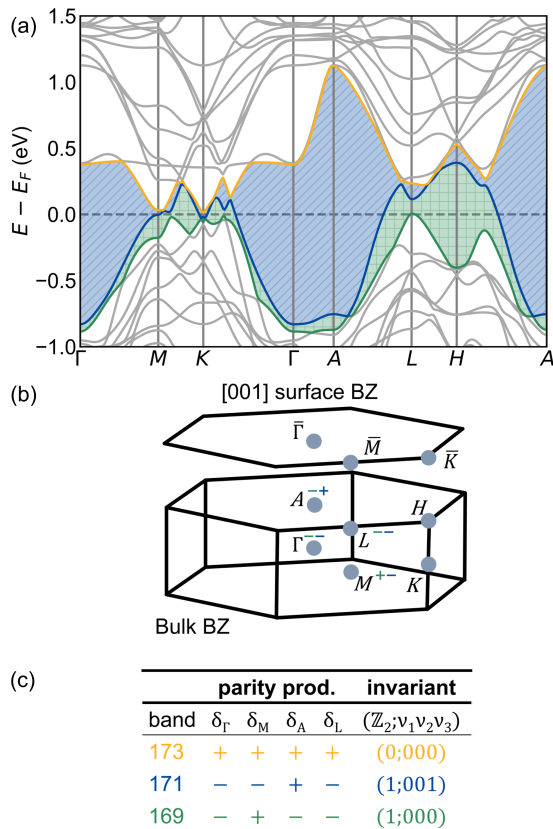 (a)
1.5
1.0
0.5
0.0
−0.5
−1.0
E − E_F (eV)
Γ M K Γ A L H A
(b)
[001] surface BZ
Γ̅
M̅
K̅
A⁻⁺
H
L⁻⁻
Γ⁻⁻
M⁺⁻
K
Bulk BZ
(c)
parity prod. invariant
band δ_Γ δ_M δ_A δ_L (ℤ₂;ν₁ν₂ν₃)
173 + + + + (0;000)
171 − − + − (1;001)
169 − + − − (1;000)